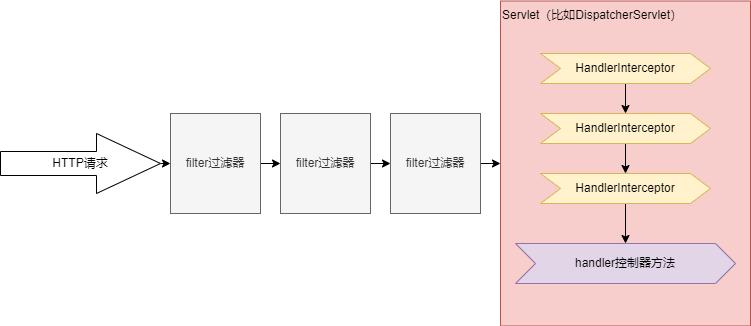 Servlet（比如DispatcherServlet）
HandlerInterceptor
HandlerInterceptor
HandlerInterceptor
handler控制器方法
HTTP请求
filter过滤器
filter过滤器
filter过滤器